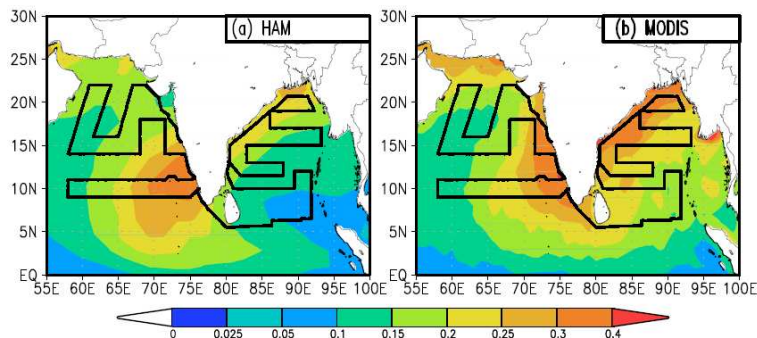 (a) HAM
(b) MODIS
30N
25N
20N
15N
10N
5N
EQ
55E 60E 65E 70E 75E 80E 85E 90E 95E 100E
30N
25N
20N
15N
10N
5N
EQ
55E 60E 65E 70E 75E 80E 85E 90E 95E 100E
0 0.025 0.05 0.1 0.15 0.2 0.25 0.3 0.4